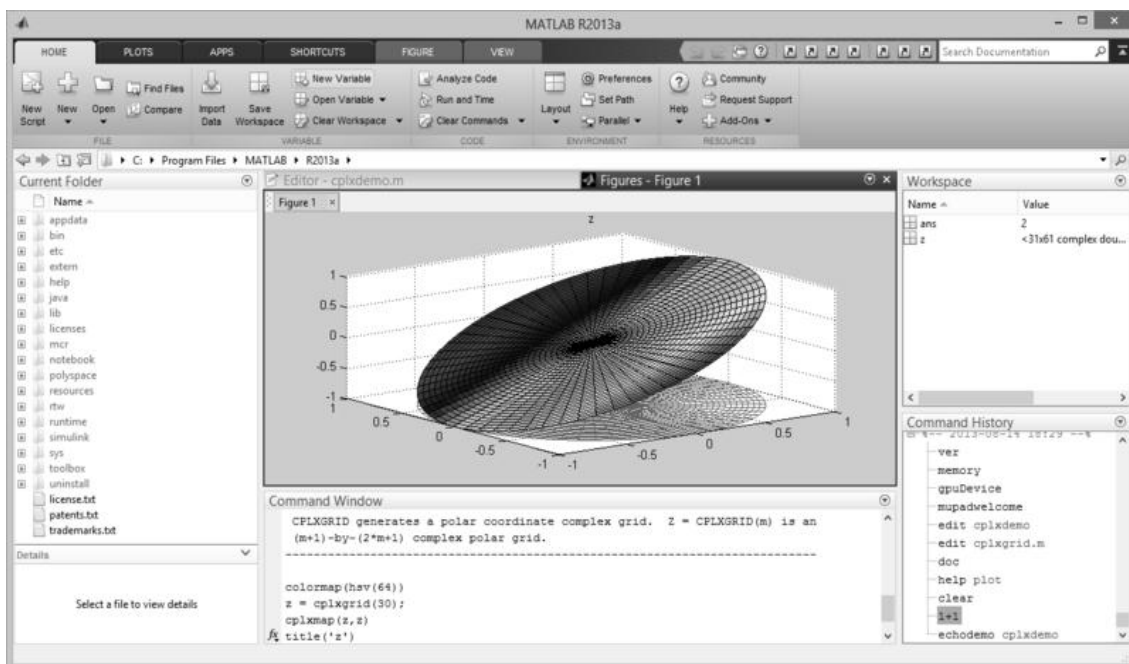 MATLAB R2013a
HOME PLOTS APPS SHORTCUTS FIGURE VIEW
Search Documentation
New Script
New
Open
Find Files
Compare
FILE
Import Data
Save Workspace
New Variable
Open Variable
Clear Workspace
VARIABLE
Analyze Code
Run and Time
Clear Commands
CODE
Layout
Preferences
Set Path
Parallel
ENVIRONMENT
Help
Community
Request Support
Add-Ons
RESOURCES
C: Program Files MATLAB R2013a
Current Folder
Name
appdata
bin
etc
extern
help
java
lib
licenses
mcr
notebook
polyspace
resources
rtw
runtime
simulink
sys
toolbox
uninstall
license.txt
patents.txt
trademarks.txt
Details
Select a file to view details
Editor - cplxdemo.m
Figures - Figure 1
Figure 1 ×
z
1
0.5
0
-0.5
-1
1
0.5
0
-0.5
-1
-1
-0.5
0
0.5
1
Command Window
CPLXGRID generates a polar coordinate complex grid. Z = CPLXGRID(m) is an
(m+1)-by-(2*m+1) complex polar grid.
colormap(hsv(64))
z = cplxgrid(30);
cplxmap(z,z)
fx title('z')
Workspace
Name Value
ans 2
z <31x61 complex dou...
Command History
ver
memory
gpuDevice
mupadwelcome
edit cplxdemo
edit cplxgrid.m
doc
help plot
clear
1+1
echodemo cplxdemo